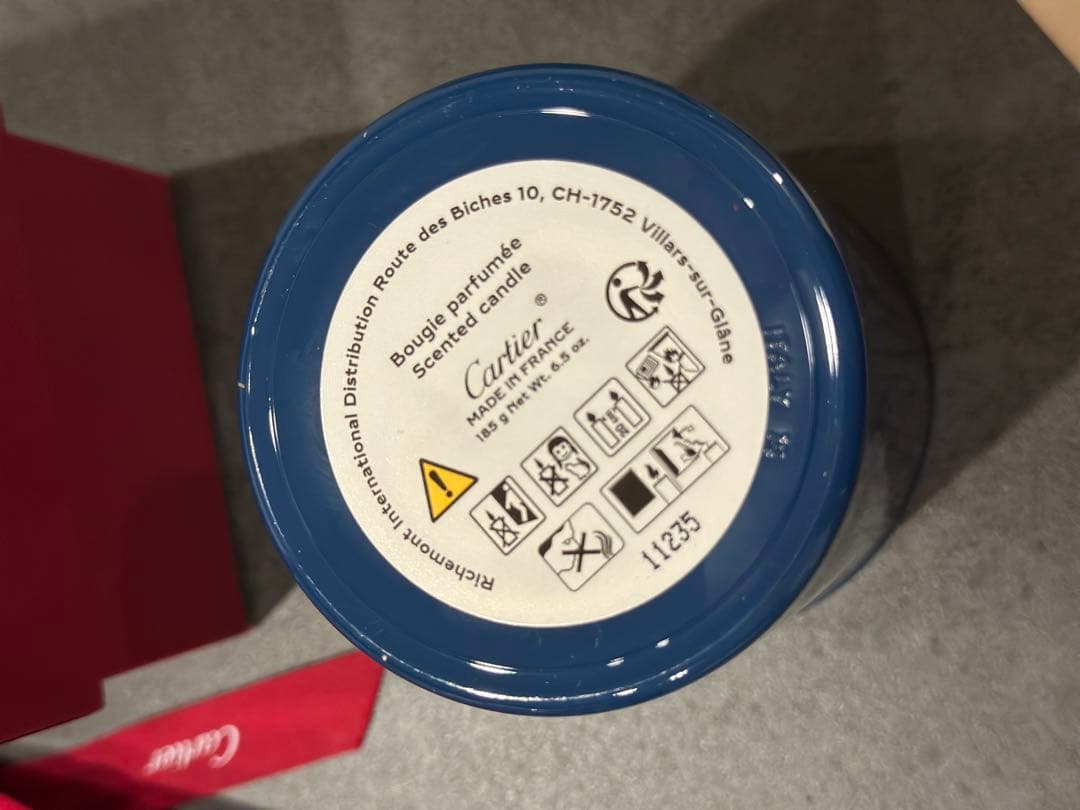 Richemont International Distribution Route des Biches 10, CH-1752 Villars-sur-Glâne
Bougie parfumée
Scented candle
Cartier®
MADE IN FRANCE
185 g Net Wt. 6.5 oz.
11235
Cartier